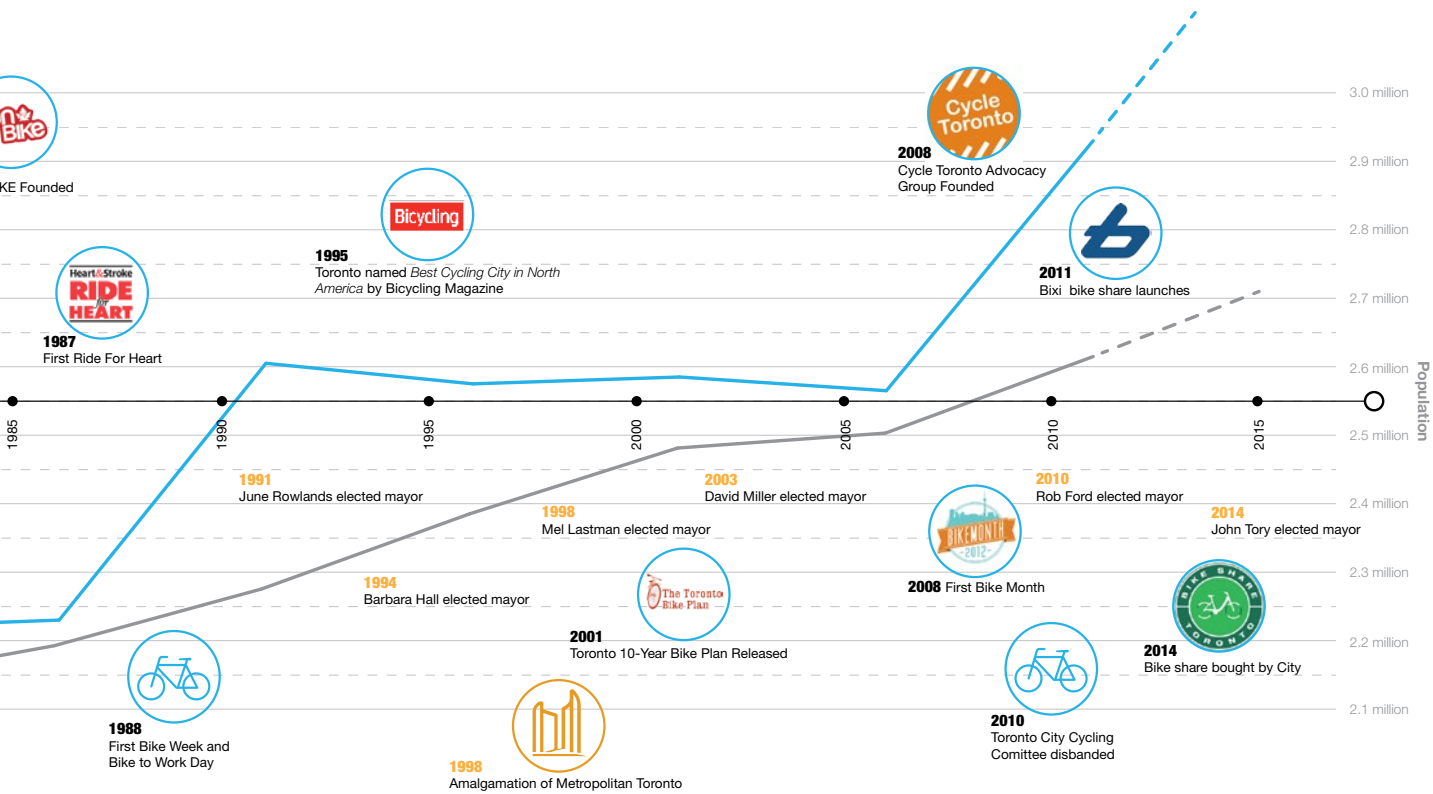 n
BIKE
KE Founded
Heart&Stroke
RIDE
for
HEART
1987
First Ride For Heart
Bicycling
1995
Toronto named Best Cycling City in North
America by Bicycling Magazine
Cycle
Toronto
2008
Cycle Toronto Advocacy
Group Founded
2011
Bixi bike share launches
3.0 million
2.9 million
2.8 million
2.7 million
2.6 million
2.5 million
2.4 million
2.3 million
2.2 million
2.1 million
Population
1985
1990
1995
2000
2005
2010
2015
1991
June Rowlands elected mayor
1998
Mel Lastman elected mayor
2003
David Miller elected mayor
2010
Rob Ford elected mayor
2014
John Tory elected mayor
1994
Barbara Hall elected mayor
BIKEMONTH
-2012-
2008 First Bike Month
The Toronto
Bike Plan
2001
Toronto 10-Year Bike Plan Released
BIKE SHARE
TORONTO
2014
Bike share bought by City
1988
First Bike Week and
Bike to Work Day
2010
Toronto City Cycling
Comittee disbanded
1998
Amalgamation of Metropolitan Toronto